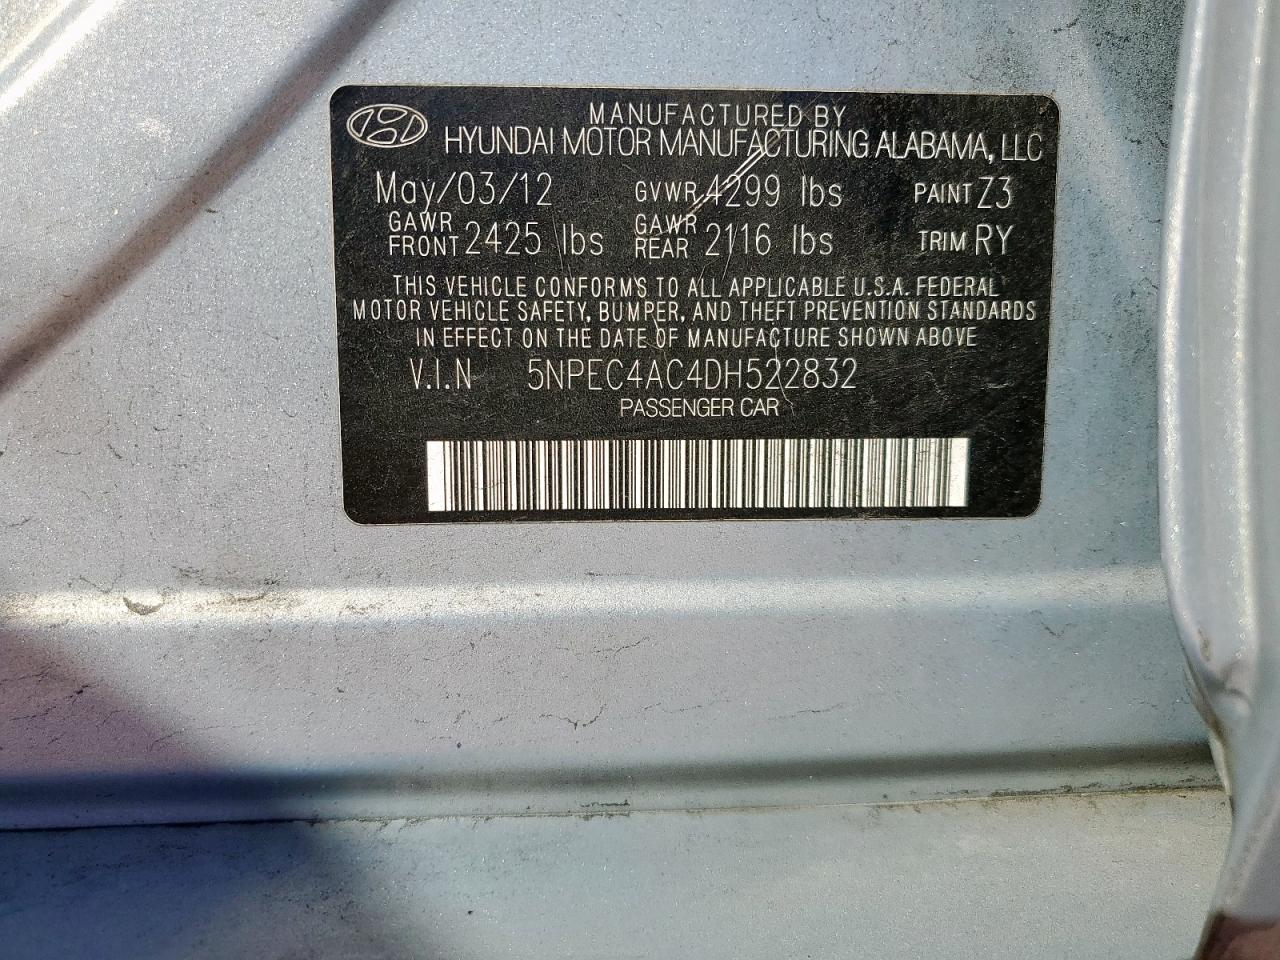 MANUFACTURED BY
HYUNDAI MOTOR MANUFACTURING ALABAMA, LLC
May/03/12 GVWR 4299 lbs PAINT Z3
GAWR FRONT 2425 lbs GAWR REAR 2116 lbs TRIM RY
THIS VEHICLE CONFORMS TO ALL APPLICABLE U.S.A. FEDERAL
MOTOR VEHICLE SAFETY, BUMPER, AND THEFT PREVENTION STANDARDS
IN EFFECT ON THE DATE OF MANUFACTURE SHOWN ABOVE
V.I.N 5NPEC4AC4DH522832
PASSENGER CAR